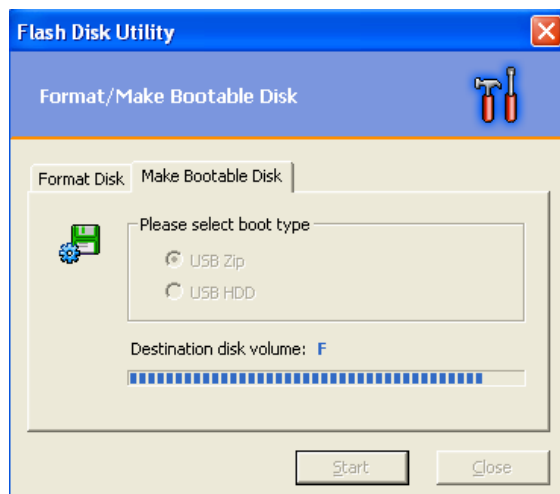 Flash Disk Utility
Format/Make Bootable Disk
Format Disk
Make Bootable Disk
Please select boot type
USB Zip
USB HDD
Destination disk volume: F
Start
Close